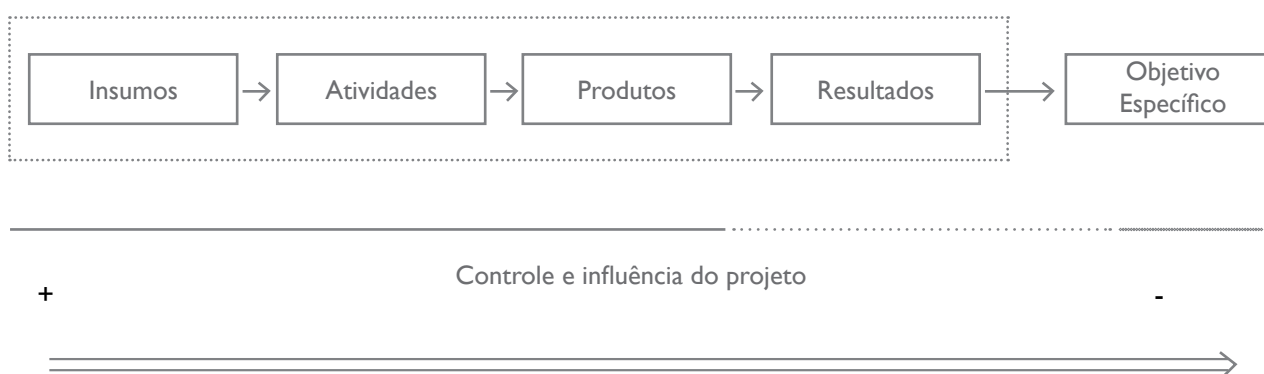 Insumos
Atividades
Produtos
Resultados
Objetivo
Específico
Controle e influência do projeto
+
-